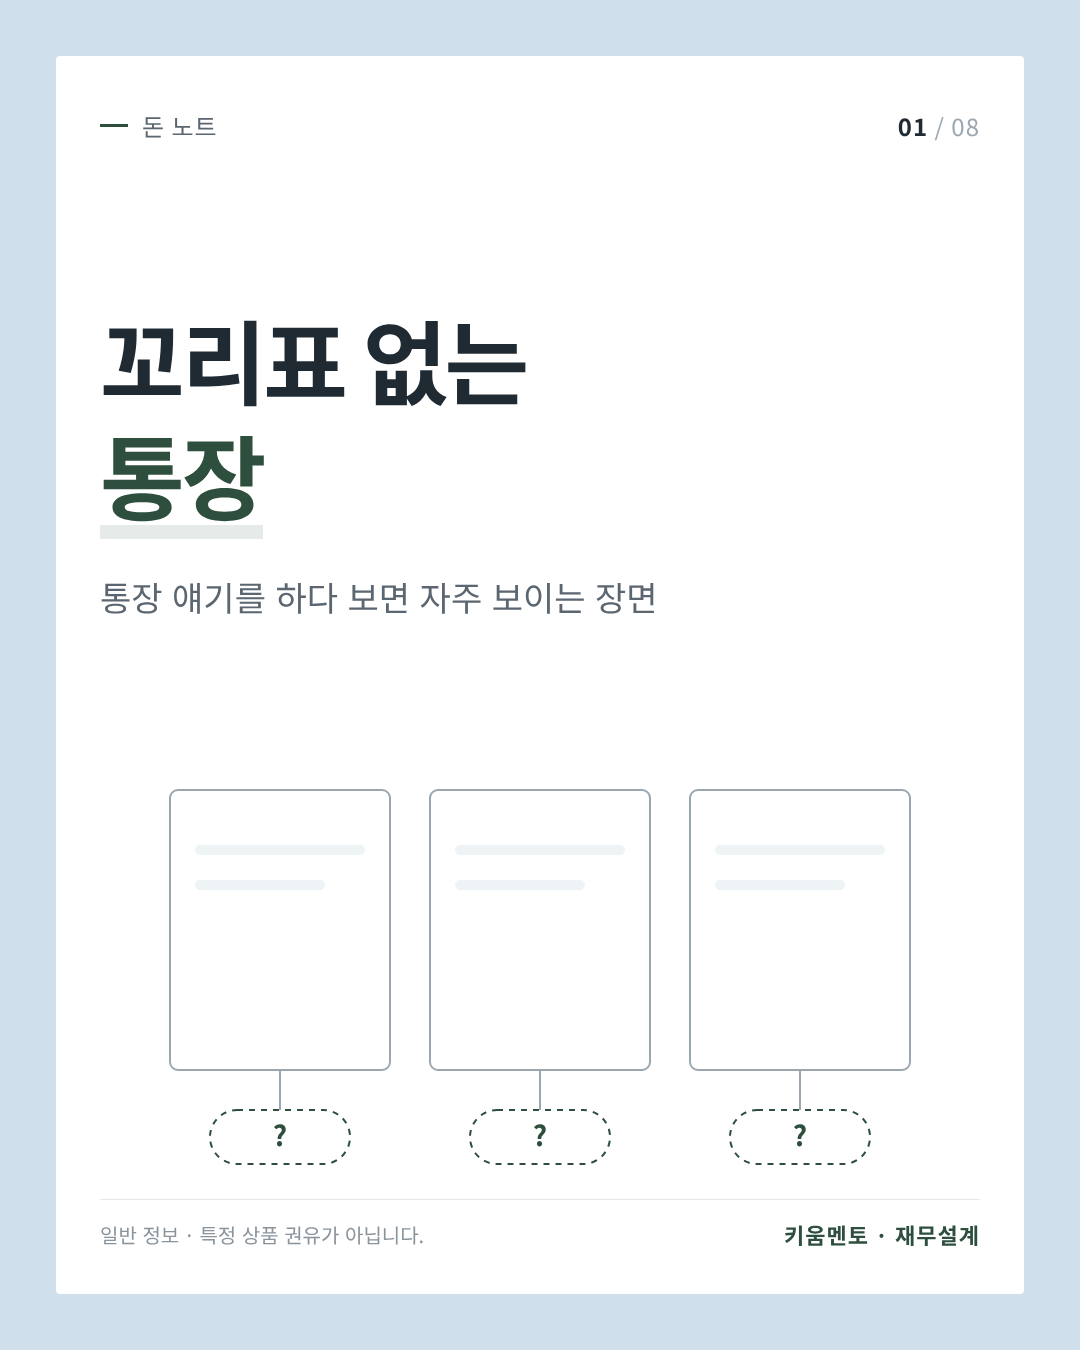 돈 노트
01 / 08
꼬리표 없는
통장
통장 얘기를 하다 보면 자주 보이는 장면
? ? ?
일반 정보 · 특정 상품 권유가 아닙니다.
키움멘토 · 재무설계